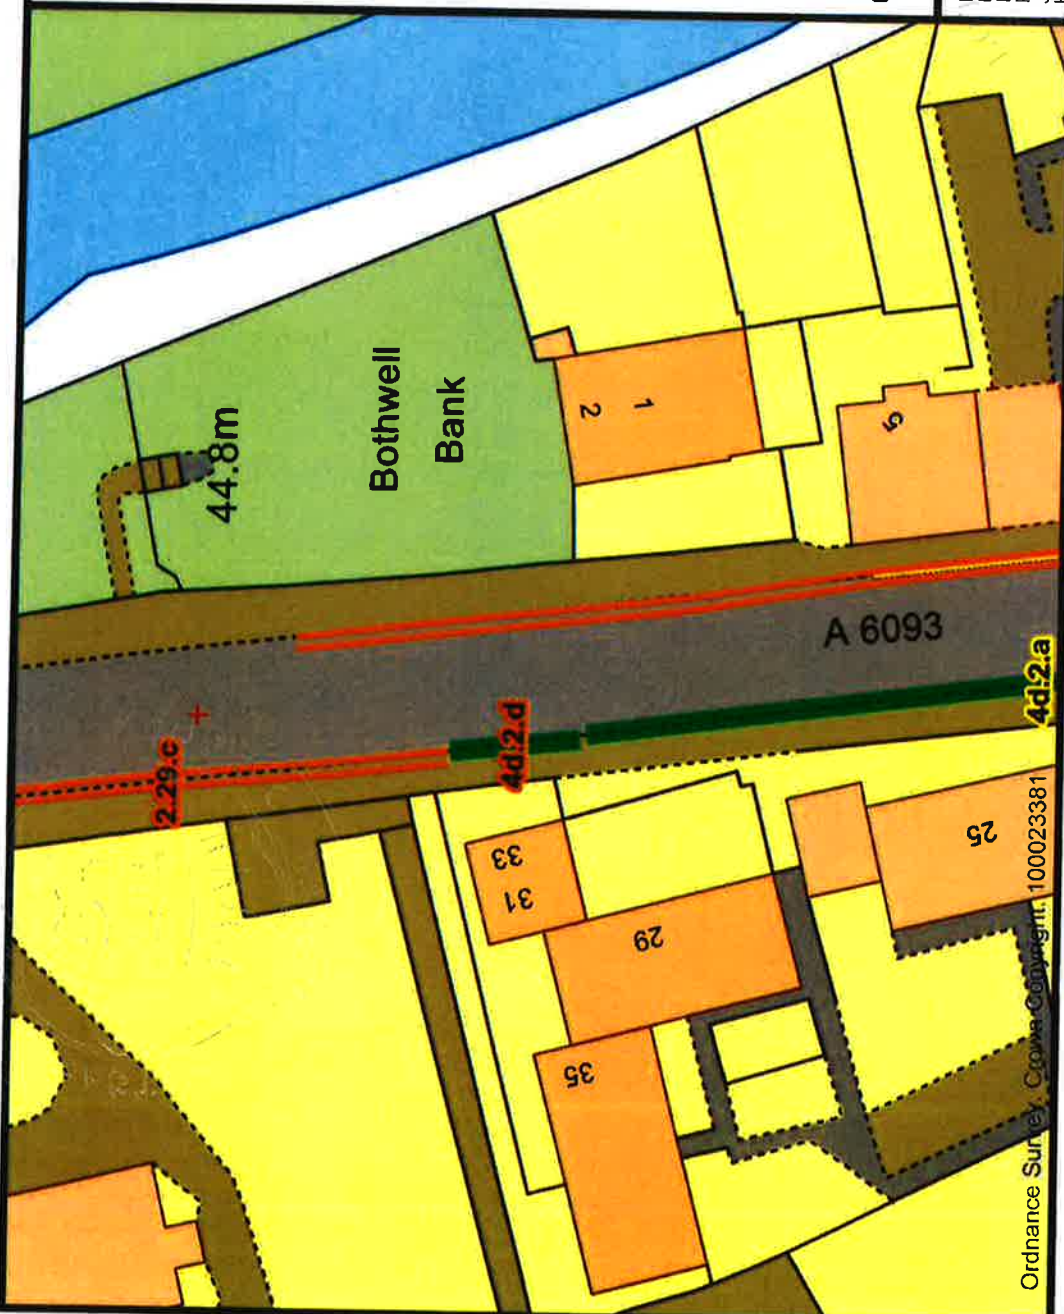 Bothwell
Bank
44.8m
2
1
5
A 6093
2.29.c
4d.2.d
4d.2.a
33
31
29
35
25
Ordnance Survey, Crown Copyright. 100023381